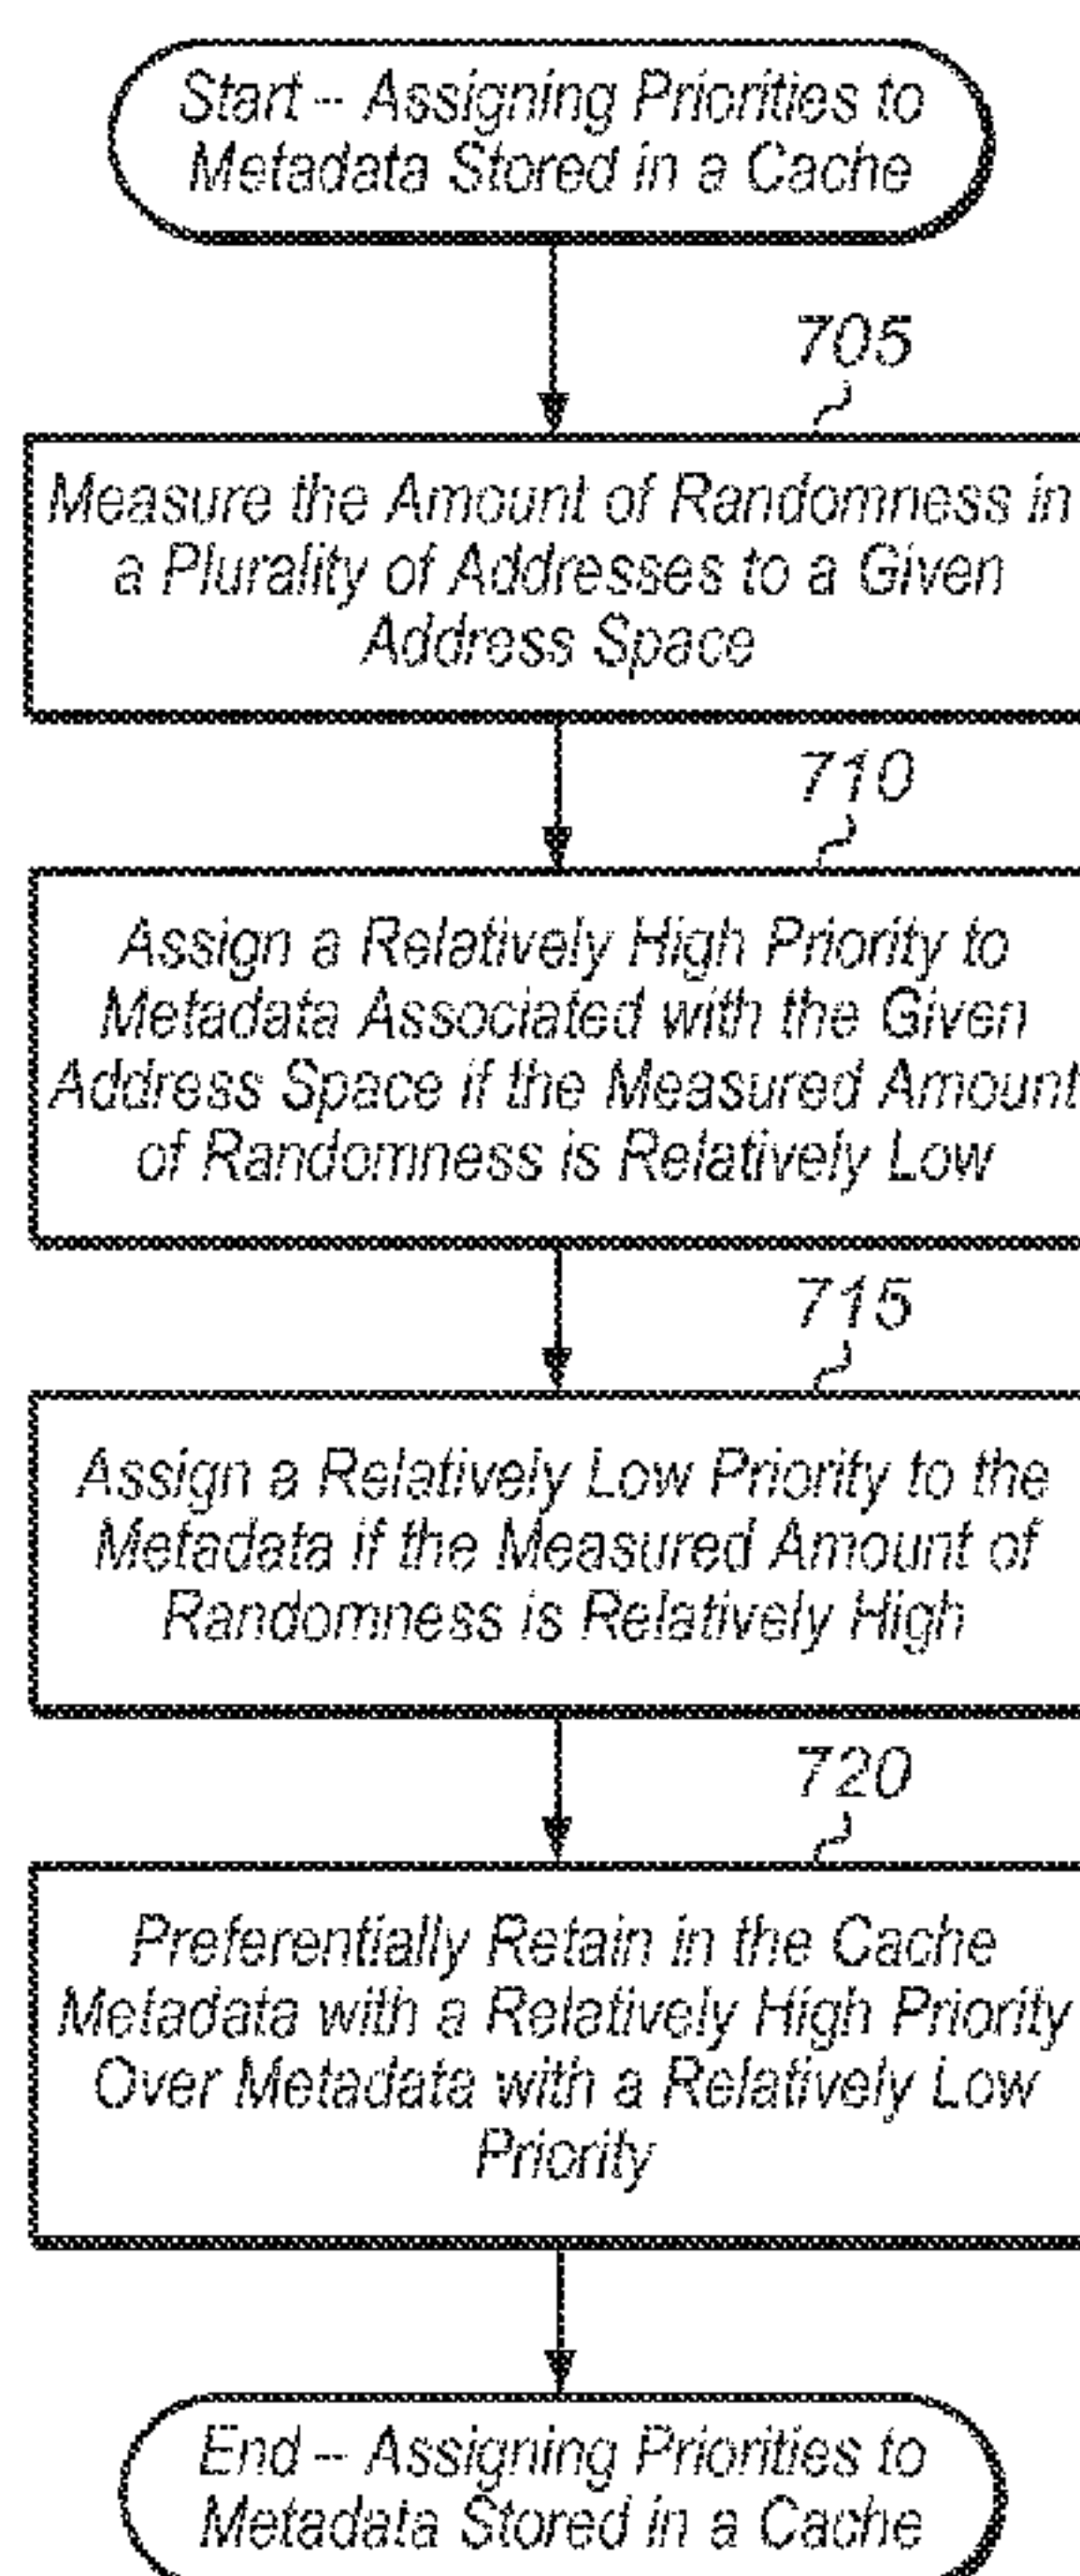 Start -- Assigning Priorities to
Metadata Stored in a Cache
705
Measure the Amount of Randomness in
a Plurality of Addresses to a Given
Address Space
710
Assign a Relatively High Priority to
Metadata Associated with the Given
Address Space if the Measured Amount
of Randomness is Relatively Low
715
Assign a Relatively Low Priority to the
Metadata if the Measured Amount of
Randomness is Relatively High
720
Preferentially Retain in the Cache
Metadata with a Relatively High Priority
Over Metadata with a Relatively Low
Priority
End -- Assigning Priorities to
Metadata Stored in a Cache